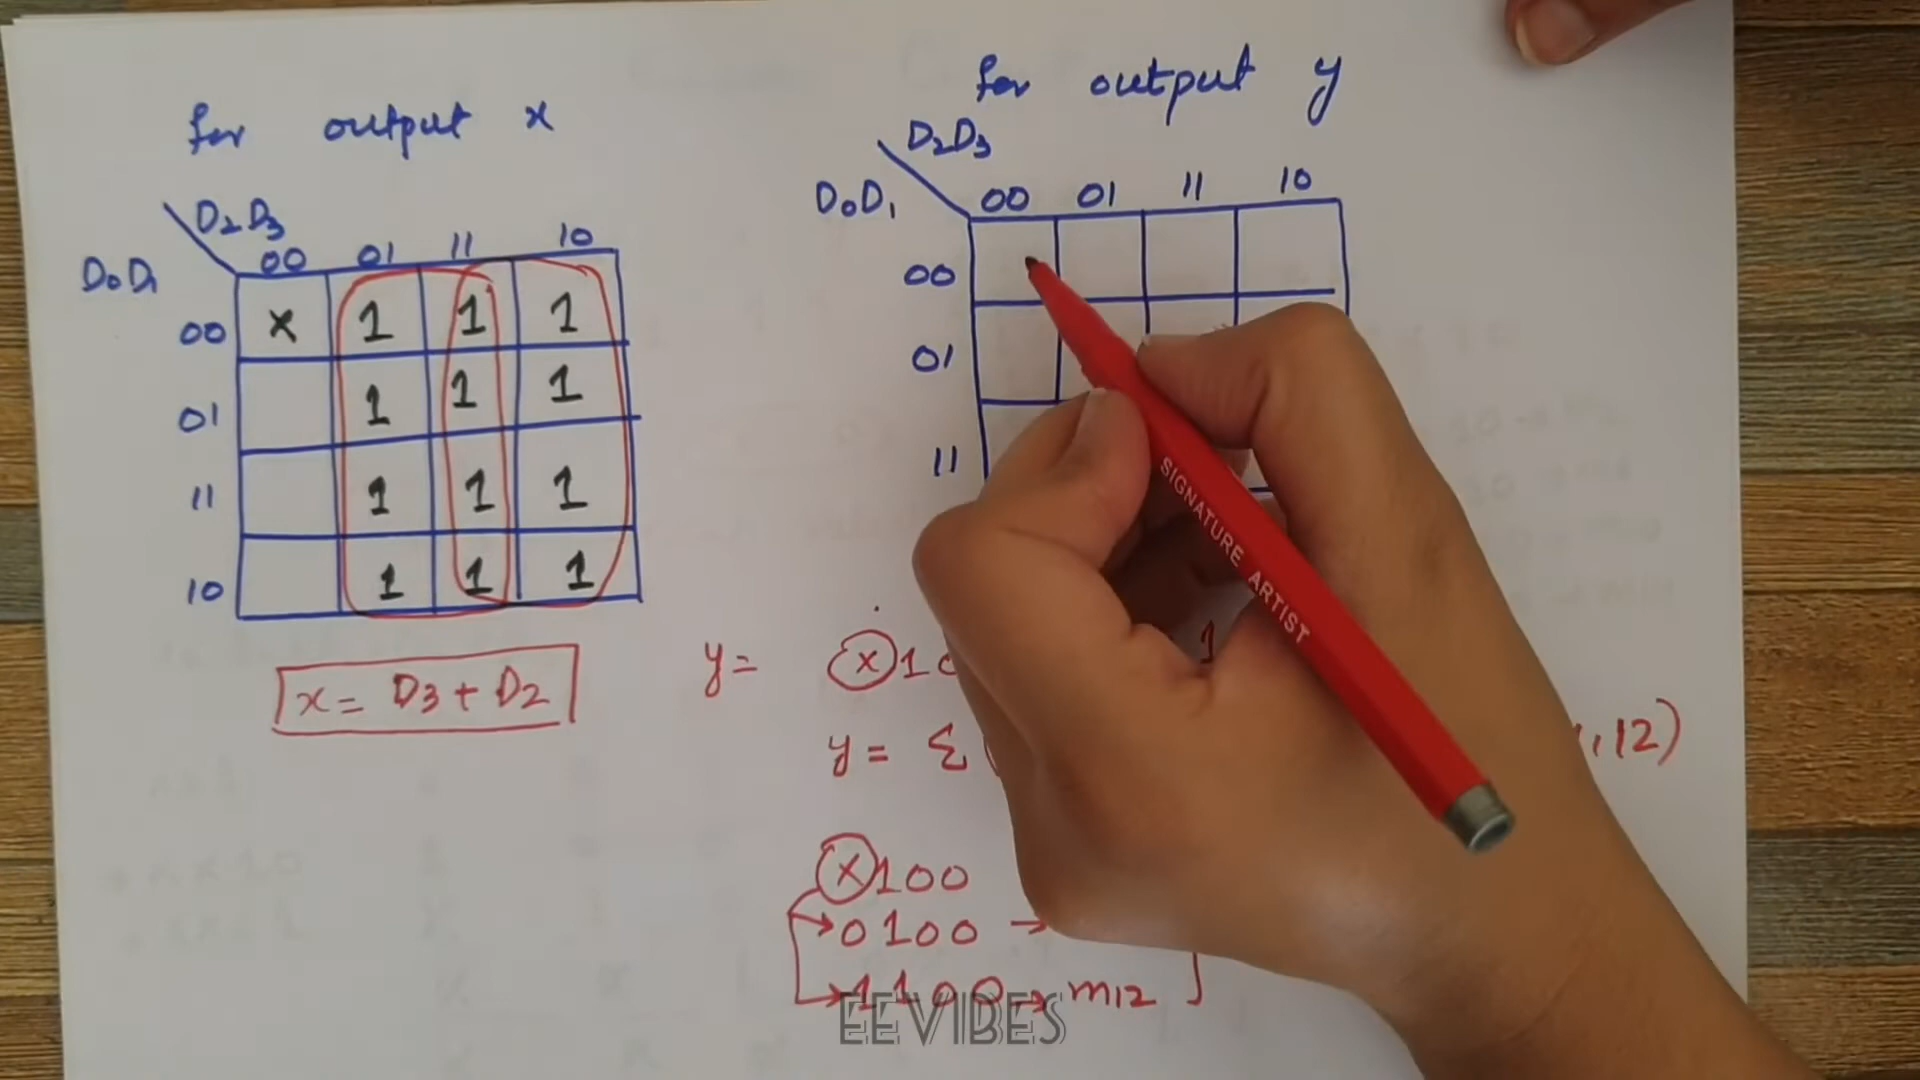 for output x
D2D3
D0D1
00 01 11 10
00 x 1 1 1
01 1 1 1
11 1 1 1
10 1 1 1
x = D3 + D2
for output y
D2D3
D0D1
00 01 11 10
00
01
11
y = x1 1
y = Σ( ,12)
x100
0100 →
1100 → m12
SIGNATURE ARTIST
EEVIBES